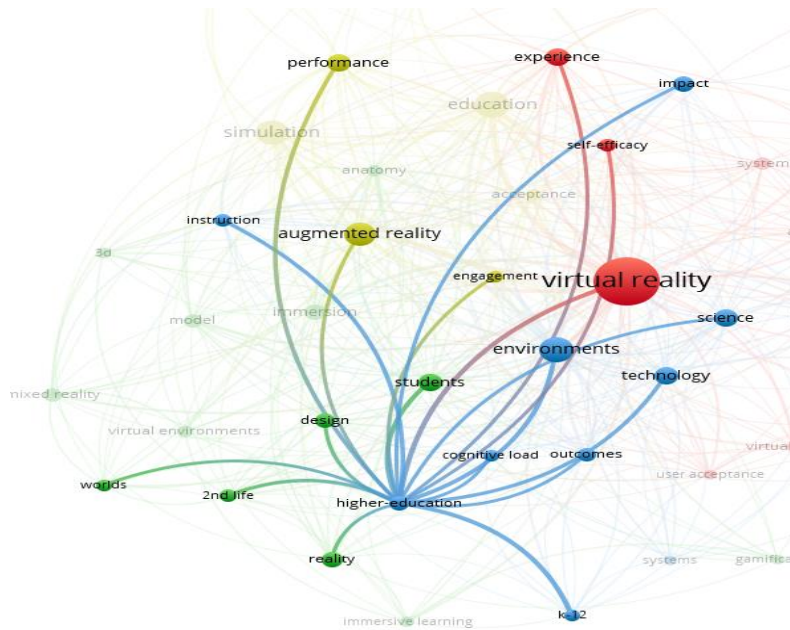 performance
experience
impact
education
simulation
self-efficacy
system
anatomy
acceptance
instruction
augmented reality
3d
engagement
virtual reality
immersion
model
science
environments
students
technology
mixed reality
design
virtual environments
virtual
cognitive load
outcomes
user acceptance
worlds
2nd life
higher-education
reality
systems
gamifica
k-12
immersive learning